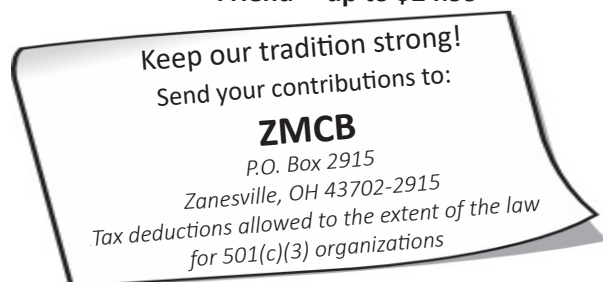 Keep our tradition strong!
Send your contributions to:
ZMCB
P.O. Box 2915
Zanesville, OH 43702-2915
Tax deductions allowed to the extent of the law
for 501(c)(3) organizations